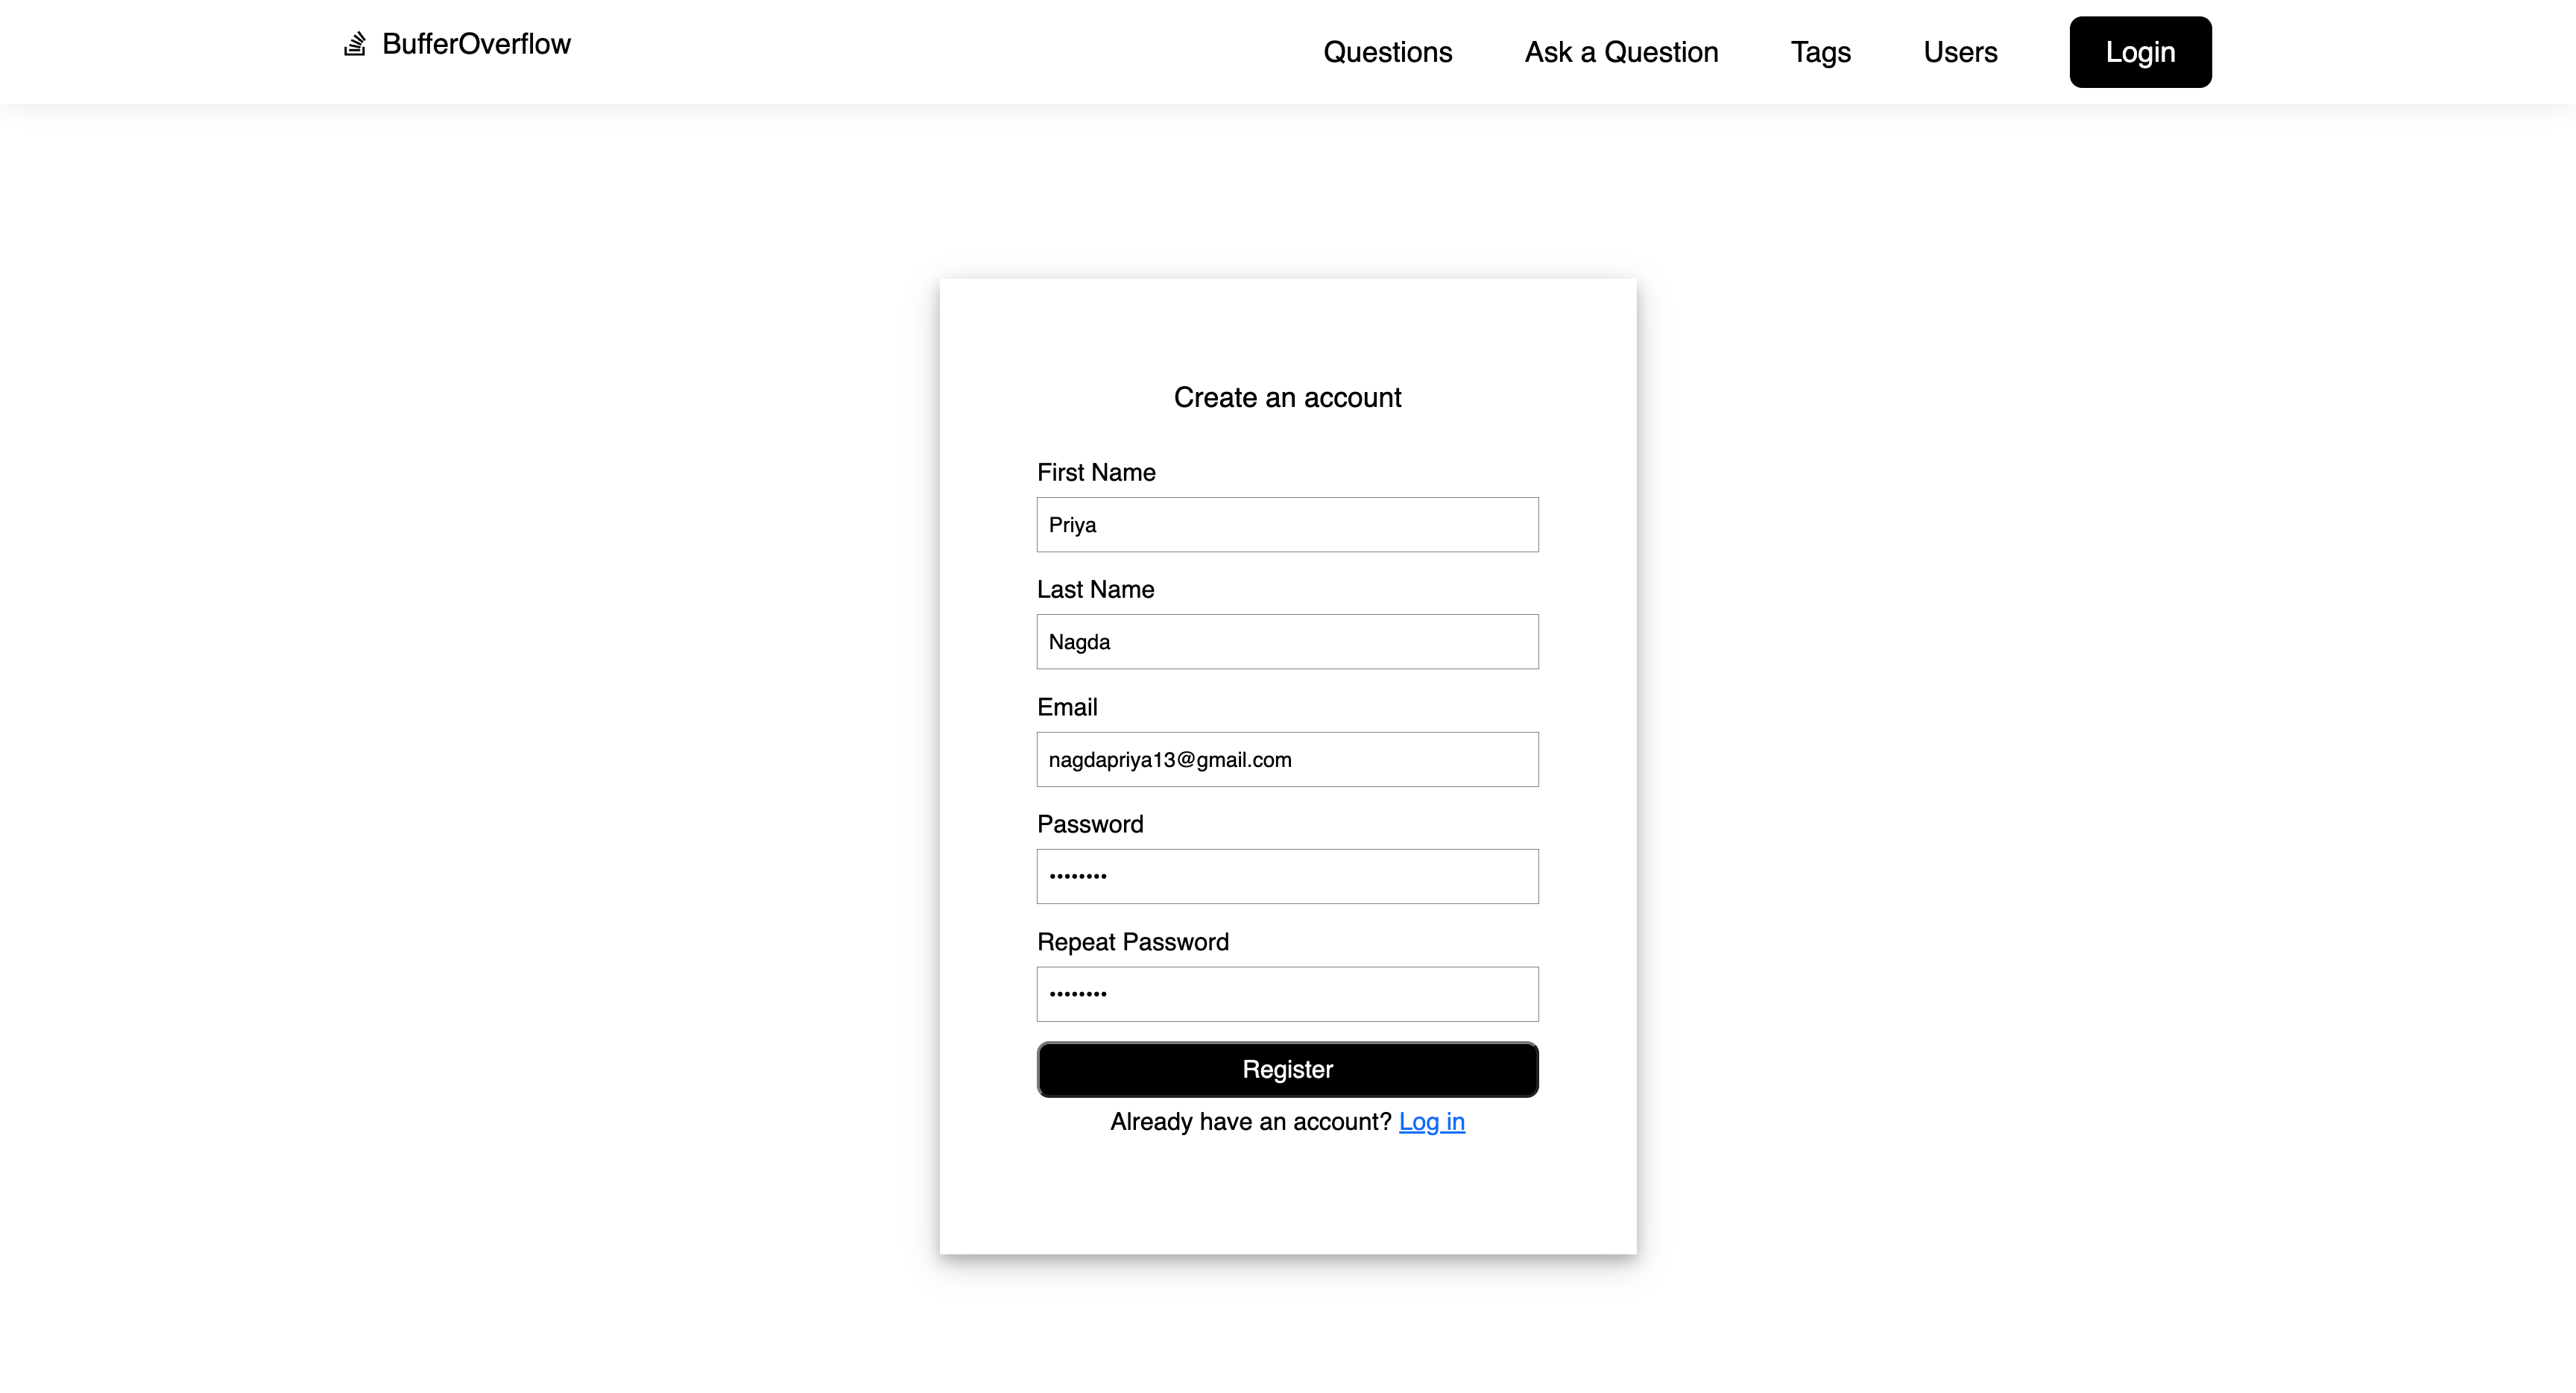 BufferOverflow
Questions Ask a Question Tags Users Login
Create an account
First Name
Priya
Last Name
Nagda
Email
nagdapriya13@gmail.com
Password
••••••••
Repeat Password
••••••••
Register
Already have an account? Log in